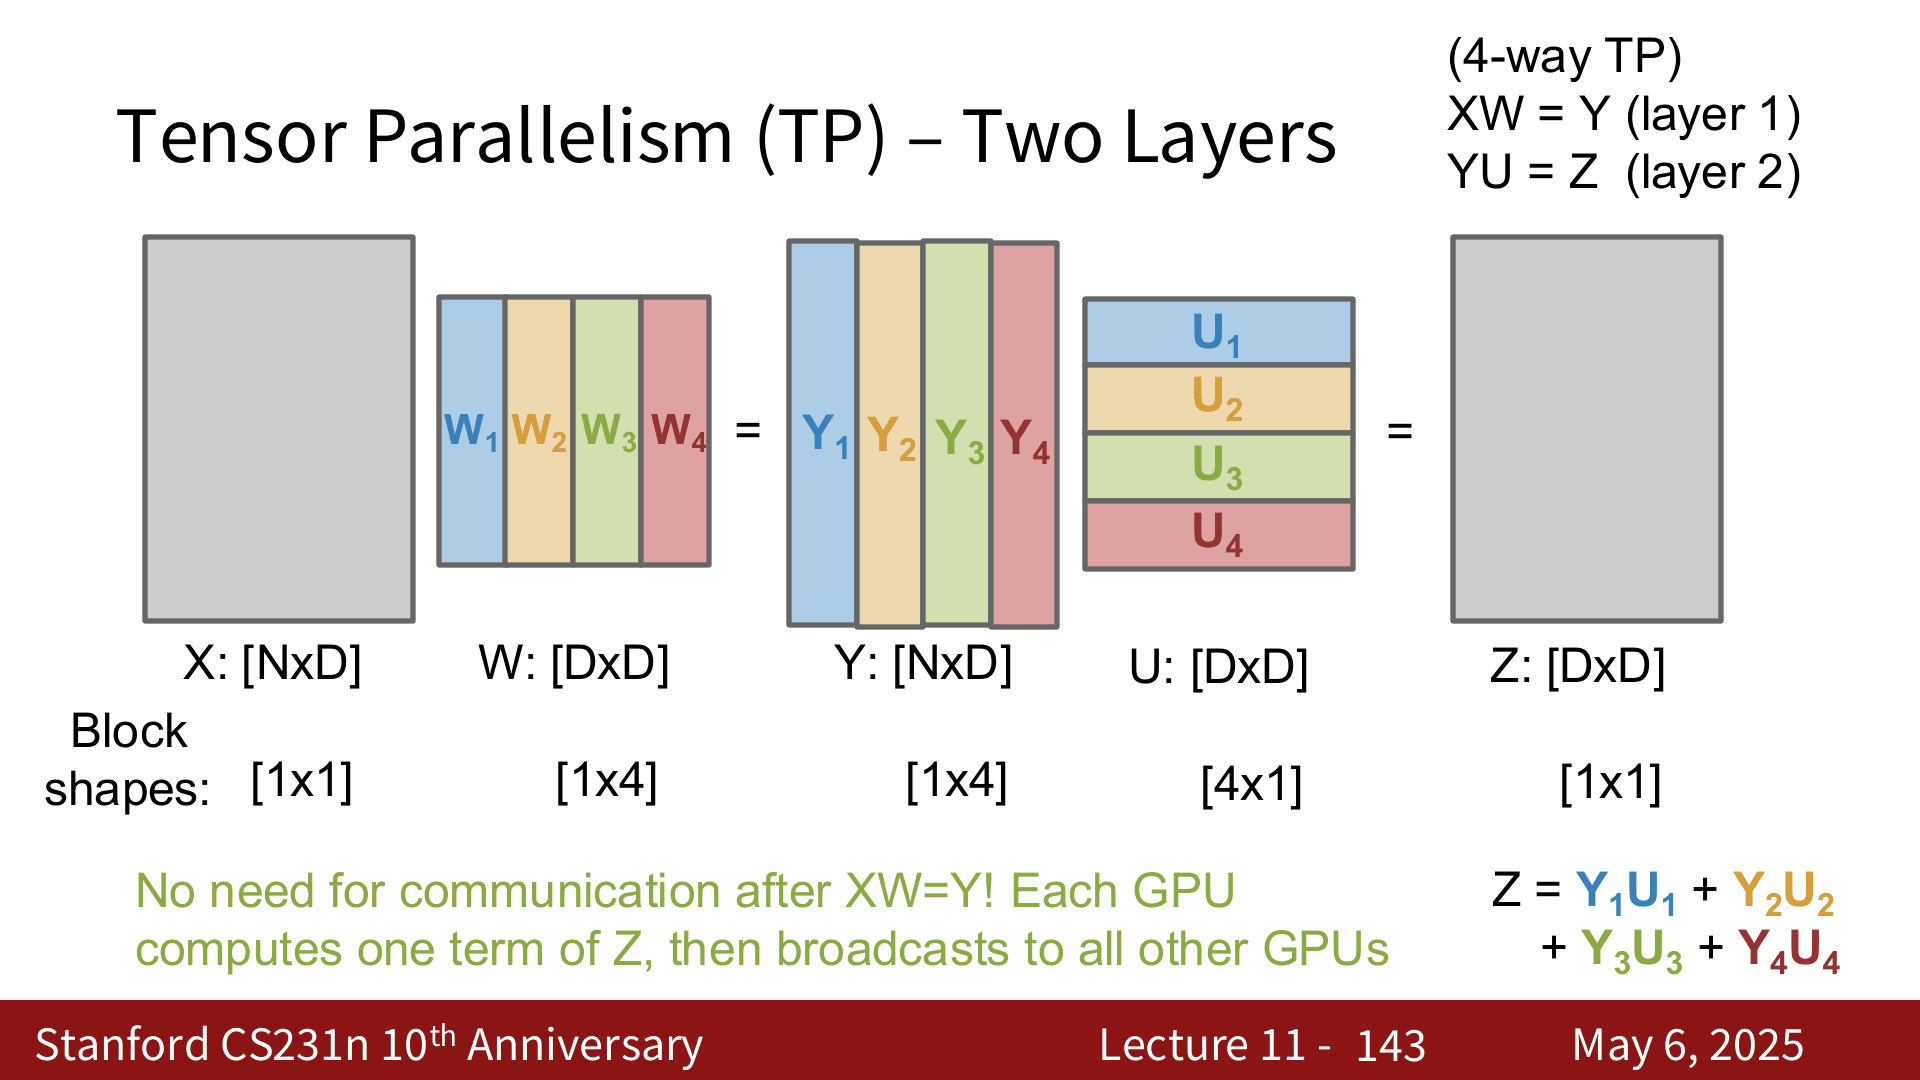 (4-way TP)
XW = Y (layer 1)
YU = Z (layer 2)
Tensor Parallelism (TP) – Two Layers
W₁ W₂ W₃ W₄ = Y₁ Y₂ Y₃ Y₄ =
U₁
U₂
U₃
U₄
X: [NxD] W: [DxD] Y: [NxD] U: [DxD] Z: [DxD]
Block
shapes: [1x1] [1x4] [1x4] [4x1] [1x1]
No need for communication after XW=Y! Each GPU
computes one term of Z, then broadcasts to all other GPUs
Z = Y₁U₁ + Y₂U₂
+ Y₃U₃ + Y₄U₄
Stanford CS231n 10th Anniversary Lecture 11 - 143 May 6, 2025